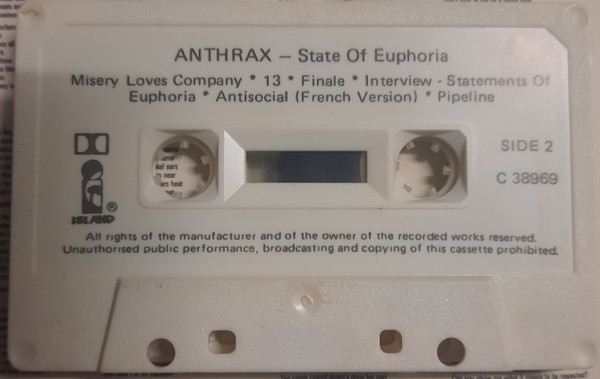 ANTHRAX – State Of Euphoria
Misery Loves Company * 13 * Finale * Interview - Statements Of
Euphoria * Antisocial (French Version) * Pipeline
SIDE 2
C 38969
ISLAND®
All rights of the manufacturer and of the owner of the recorded works reserved.
Unauthorised public performance, broadcasting and copying of this cassette prohibited.